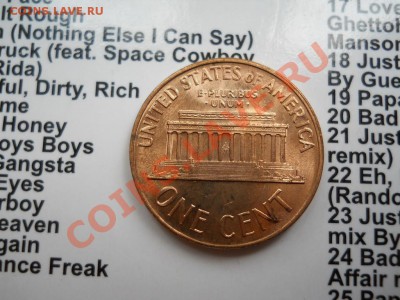 COINS.LAVE.RU
It Rough
(Nothing Else I Can Say)
ruck (feat. Space Cowboy
Rida)
ful, Dirty, Rich
me
Honey
oys Boys
Gangsta
Eyes
rboy
eaven
gain
ance Freak
UNITED STATES OF AMERICA
E·PLURIBUS
·UNUM·
ONE CENT
17 Love
Ghetto
Manson
18 Just
By Gue
19 Papa
20 Bad
21 Just
remix)
22 Eh,
(Rando
23 Just
mix By
24 Bad
Affair r
COINS.LAVE.RU